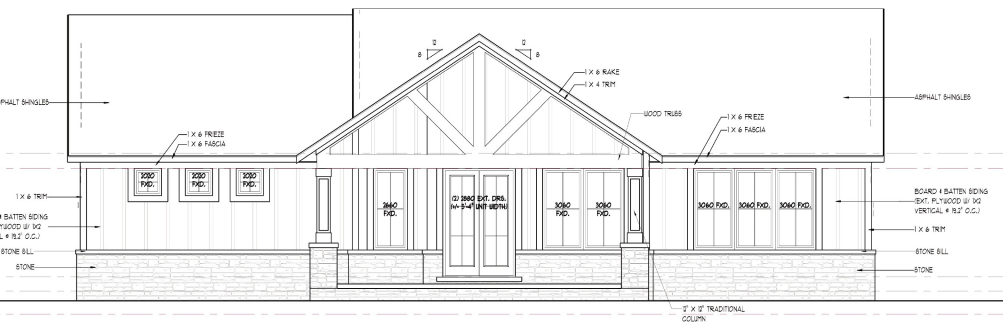 12
12
8
8
1 X 6 RAKE
1 X 4 TRIM
PHALT SHINGLES
ASPHALT SHINGLES
WOOD TRUSS
1 X 6 FRIEZE
1 X 6 FASCIA
1 X 6 FRIEZE
1 X 6 FASCIA
2020
FXD.
2020
FXD.
2020
FXD.
1 X 6 TRIM
BATTEN SIDING
YWOOD W/ 1X2
L @ 19.2" O.C.)
2660
FXD.
(2) 2880 EXT. DRS.
(W/ 5'-4" UNIT WIDTH)
3060
FXD.
3060
FXD.
3060 FXD.
3060 FXD.
3060 FXD.
BOARD & BATTEN SIDING
(EXT. PLYWOOD W/ 1X2
VERTICAL @ 19.2" O.C.)
1 X 6 TRIM
STONE SILL
STONE SILL
STONE
STONE
12" X 12" TRADITIONAL
COLUMN